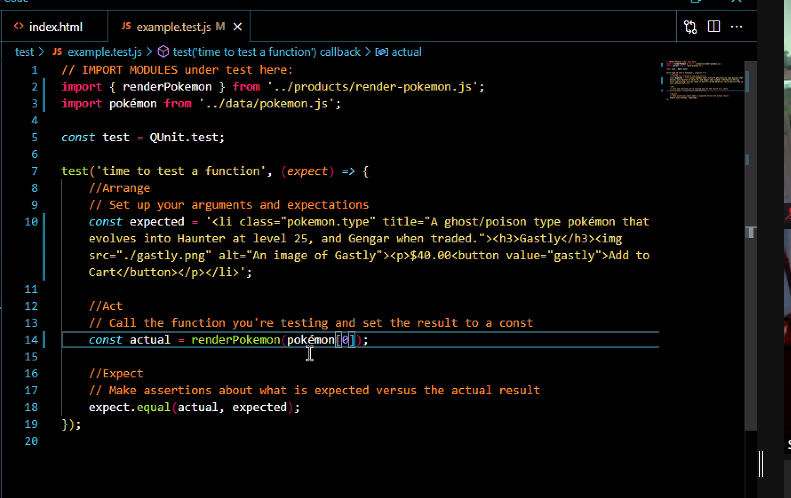 Code
index.html
JS example.test.js M
test > JS example.test.js > test('time to test a function') callback > actual
1 // IMPORT MODULES under test here:
2 import { renderPokemon } from '../products/render-pokemon.js';
3 import pokémon from '../data/pokemon.js';
4
5 const test = QUnit.test;
6
7 test('time to test a function', (expect) => {
8 //Arrange
9 // Set up your arguments and expectations
10 const expected = '<li class="pokemon.type" title="A ghost/poison type pokémon that
evolves into Haunter at level 25, and Gengar when traded."><h3>Gastly</h3><img
src="./gastly.png" alt="An image of Gastly"><p>$40.00<button value="gastly">Add to
Cart</button></p></li>';
11
12 //Act
13 // Call the function you're testing and set the result to a const
14 const actual = renderPokemon(pokémon[0]);
15
16 //Expect
17 // Make assertions about what is expected versus the actual result
18 expect.equal(actual, expected);
19 });
20